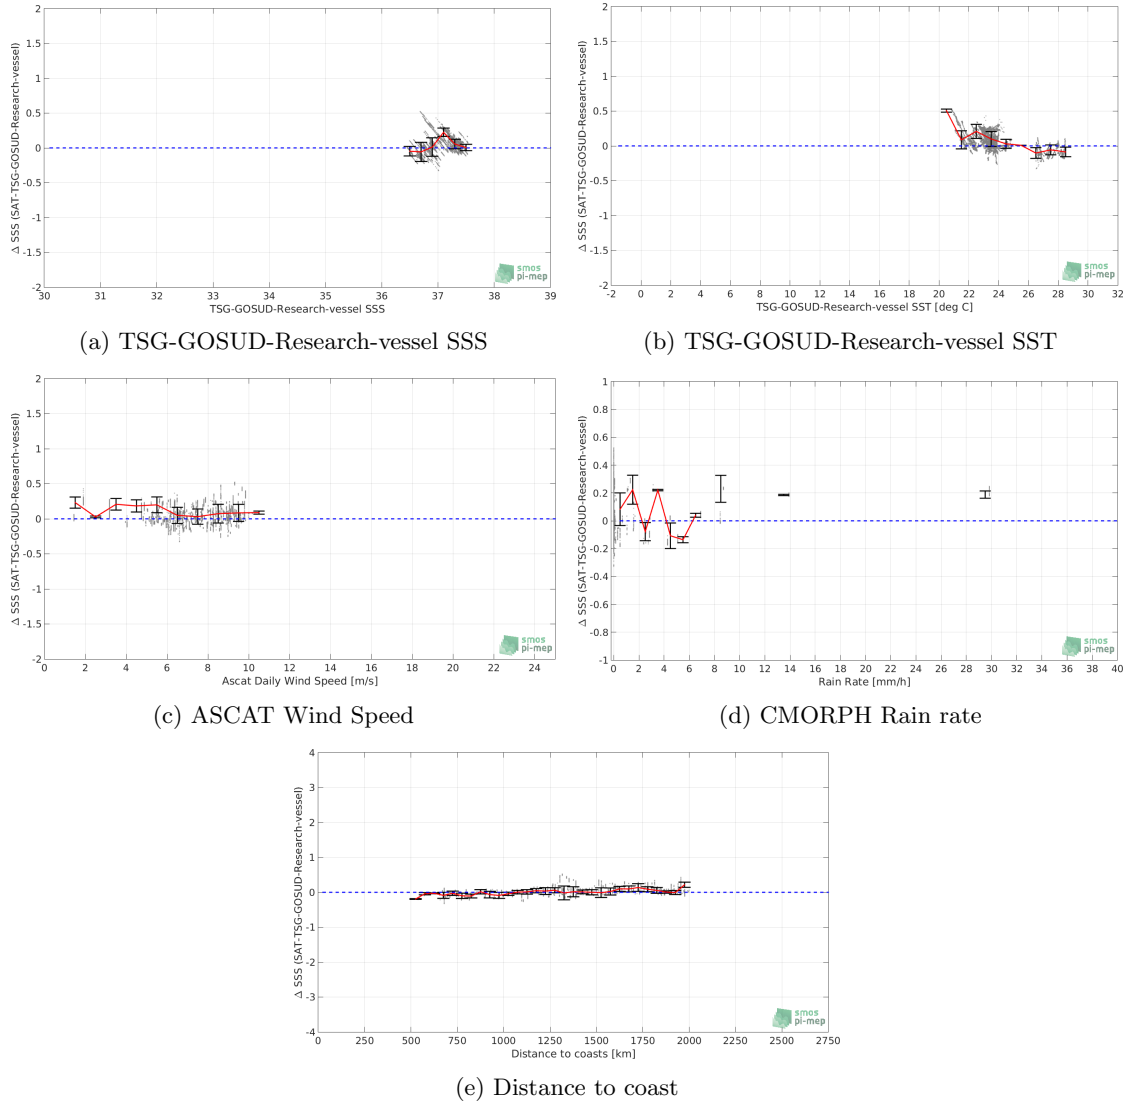 2
1.5
1
0.5
0
-0.5
-1
-1.5
-2
Δ SSS (SAT-TSG-GOSUD-Research-vessel)
30 31 32 33 34 35 36 37 38 39
TSG-GOSUD-Research-vessel SSS
smos
pi-mep
(a) TSG-GOSUD-Research-vessel SSS
2
1.5
1
0.5
0
-0.5
-1
-1.5
-2
Δ SSS (SAT-TSG-GOSUD-Research-vessel)
-2 0 2 4 6 8 10 12 14 16 18 20 22 24 26 28 30 32
TSG-GOSUD-Research-vessel SST [deg C]
smos
pi-mep
(b) TSG-GOSUD-Research-vessel SST
2
1.5
1
0.5
0
-0.5
-1
-1.5
-2
Δ SSS (SAT-TSG-GOSUD-Research-vessel)
0 2 4 6 8 10 12 14 16 18 20 22 24
Ascat Daily Wind Speed [m/s]
smos
pi-mep
(c) ASCAT Wind Speed
1
0.8
0.6
0.4
0.2
0
-0.2
-0.4
-0.6
-0.8
-1
Δ SSS (SAT-TSG-GOSUD-Research-vessel)
0 2 4 6 8 10 12 14 16 18 20 22 24 26 28 30 32 34 36 38 40
Rain Rate [mm/h]
smos
pi-mep
(d) CMORPH Rain rate
4
3
2
1
0
-1
-2
-3
-4
Δ SSS (SAT-TSG-GOSUD-Research-vessel)
0 250 500 750 1000 1250 1500 1750 2000 2250 2500 2750
Distance to coasts [km]
smos
pi-mep
(e) Distance to coast